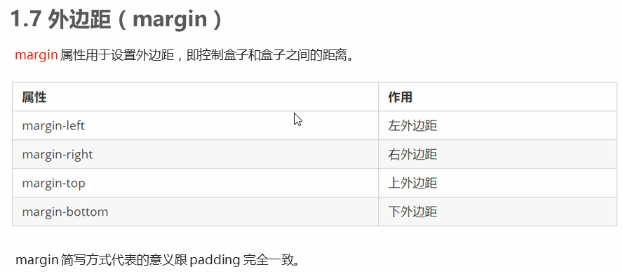 1.7 外边距（margin）
margin 属性用于设置外边距，即控制盒子和盒子之间的距离。
属性 作用
margin-left 左外边距
margin-right 右外边距
margin-top 上外边距
margin-bottom 下外边距
margin 简写方式代表的意义跟 padding 完全一致。